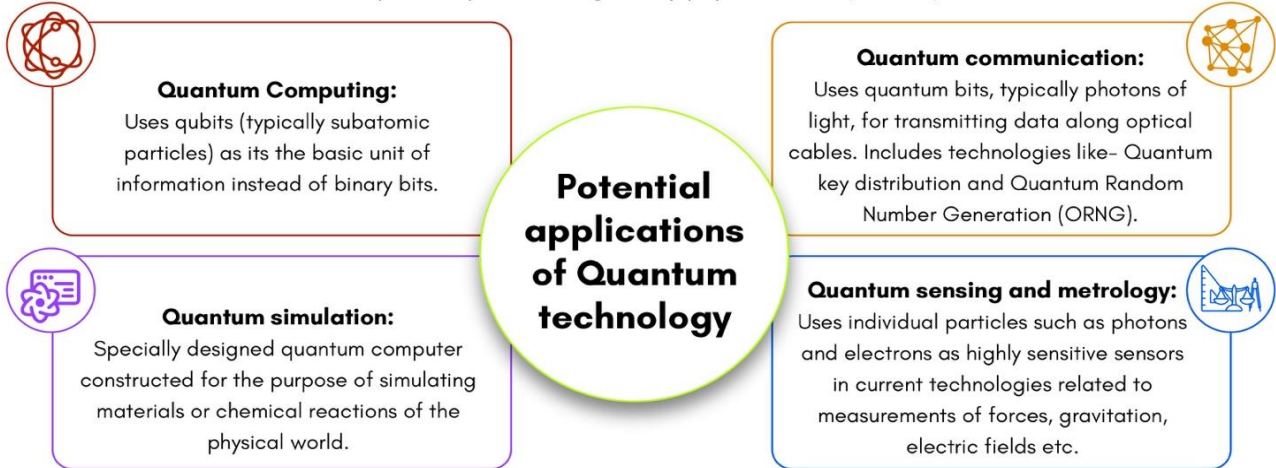 Quantum Computing:
Uses qubits (typically subatomic
particles) as its the basic unit of
information instead of binary bits.
Quantum communication:
Uses quantum bits, typically photons of
light, for transmitting data along optical
cables. Includes technologies like- Quantum
key distribution and Quantum Random
Number Generation (ORNG).
Potential
applications
of Quantum
technology
Quantum simulation:
Specially designed quantum computer
constructed for the purpose of simulating
materials or chemical reactions of the
physical world.
Quantum sensing and metrology:
Uses individual particles such as photons
and electrons as highly sensitive sensors
in current technologies related to
measurements of forces, gravitation,
electric fields etc.